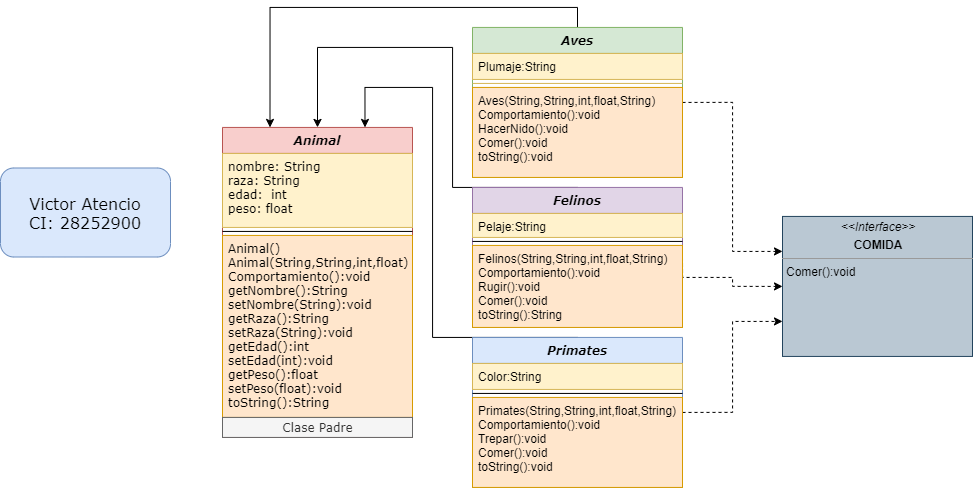 Victor Atencio
CI: 28252900
Animal
nombre: String
raza: String
edad:  int
peso: float
Animal()
Animal(String,String,int,float)
Comportamiento():void
getNombre():String
setNombre(String):void
getRaza():String
setRaza(String):void
getEdad():int
setEdad(int):void
getPeso():float
setPeso(float):void
toString():String
Clase Padre
Aves
Plumaje:String
Aves(String,String,int,float,String)
Comportamiento():void
HacerNido():void
Comer():void
toString():void
Felinos
Pelaje:String
Felinos(String,String,int,float,String)
Comportamiento():void
Rugir():void
Comer():void
toString():String
Primates
Color:String
Primates(String,String,int,float,String)
Comportamiento():void
Trepar():void
Comer():void
toString():void
<<Interface>>
COMIDA
Comer():void